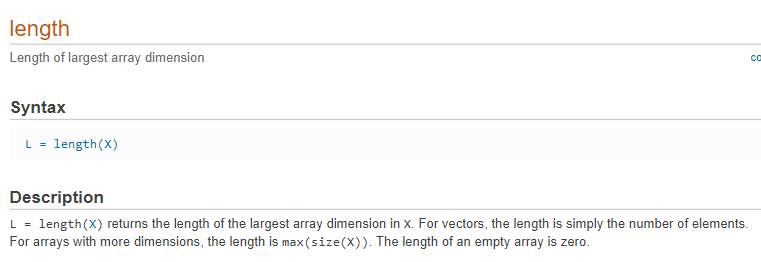 length
Length of largest array dimension
Syntax
L = length(X)
Description
L = length(X) returns the length of the largest array dimension in X. For vectors, the length is simply the number of elements.
For arrays with more dimensions, the length is max(size(X)). The length of an empty array is zero.